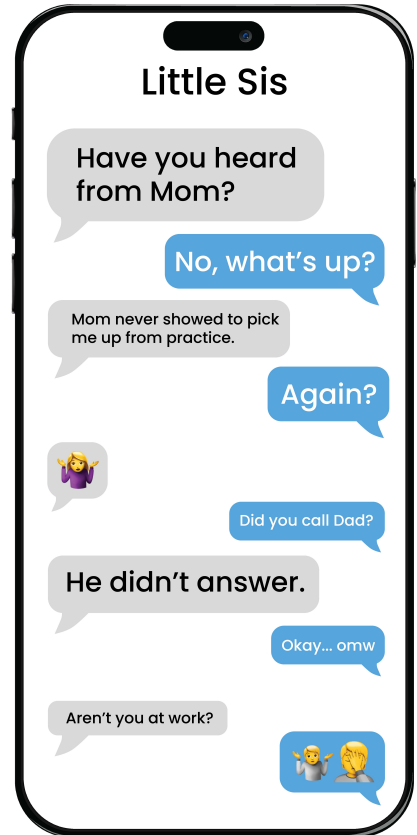 Little Sis
Have you heard
from Mom?
No, what’s up?
Mom never showed to pick
me up from practice.
Again?
🤷‍♀️
Did you call Dad?
He didn’t answer.
Okay... omw
Aren’t you at work?
🤷🤦